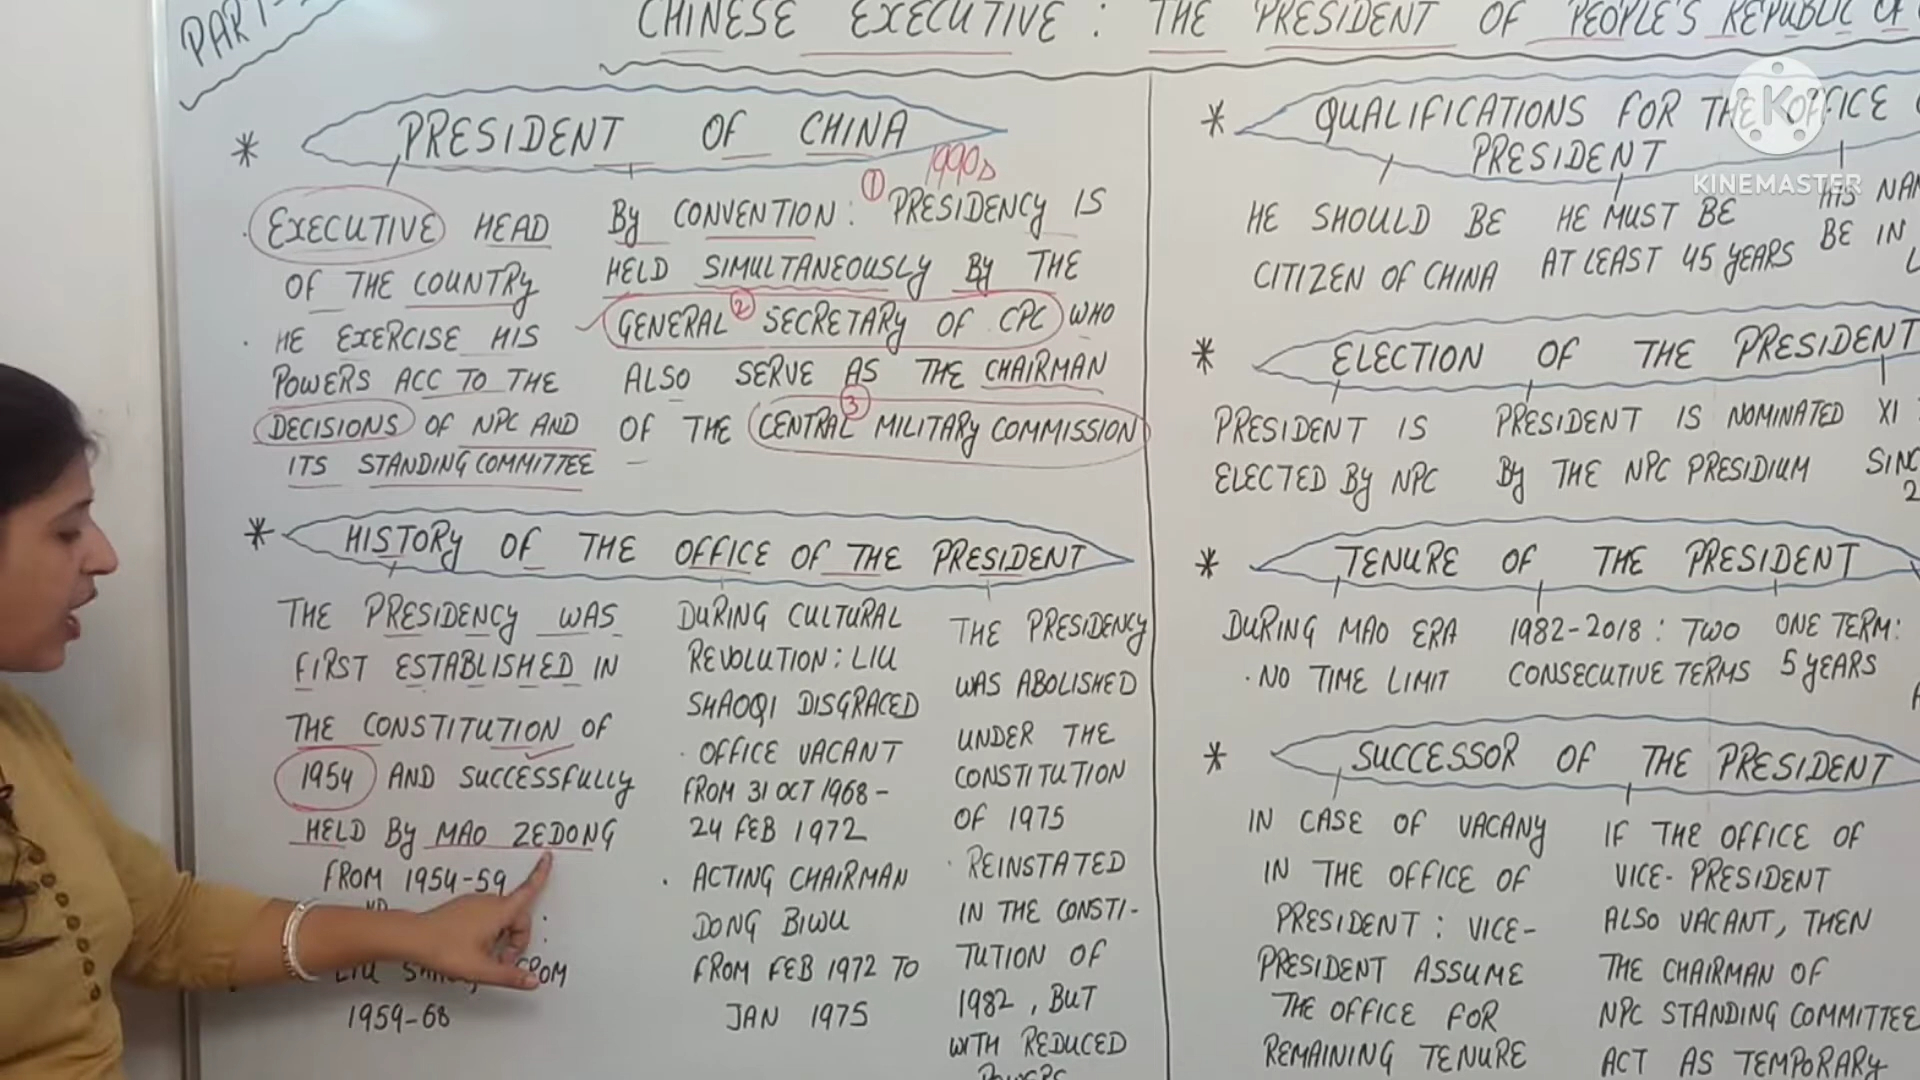 PART-
CHINESE EXECUTIVE : THE PRESIDENT OF PEOPLE'S REPUBLIC OF
* PRESIDENT OF CHINA
· EXECUTIVE HEAD
OF THE COUNTRY
· HE EXERCISE HIS
POWERS ACC TO THE
DECISIONS OF NPC AND
ITS STANDING COMMITTEE
1990s
BY CONVENTION : ① PRESIDENCY IS
HELD SIMULTANEOUSLY BY THE
GENERAL ② SECRETARY OF CPC WHO
ALSO SERVE AS THE CHAIRMAN
OF THE CENTRAL ③ MILITARY COMMISSION
* HISTORY OF THE OFFICE OF THE PRESIDENT
THE PRESIDENCY WAS
FIRST ESTABLISHED IN
THE CONSTITUTION OF
1954 AND SUCCESSFULLY
HELD BY MAO ZEDONG
FROM 1954-59
LIU
1959-68
DURING CULTURAL
REVOLUTION : LIU
SHAOQI DISGRACED
· OFFICE VACANT
FROM 31 OCT 1968-
24 FEB 1972
· ACTING CHAIRMAN
DONG BIWU
FROM FEB 1972 TO
JAN 1975
THE PRESIDENCY
WAS ABOLISHED
UNDER THE
CONSTITUTION
OF 1975
· REINSTATED
IN THE CONSTI-
TUTION OF
1982, BUT
WITH REDUCED
POWERS
* QUALIFICATIONS FOR THE OFFICE
PRESIDENT
HE SHOULD BE
CITIZEN OF CHINA
HE MUST BE
AT LEAST 45 YEARS
HIS
BE IN
* ELECTION OF THE PRESIDENT
PRESIDENT IS
ELECTED BY NPC
PRESIDENT IS NOMINATED
BY THE NPC PRESIDIUM
XI
* TENURE OF THE PRESIDENT
DURING MAO ERA
· NO TIME LIMIT
1982-2018 : TWO
CONSECUTIVE TERMS
ONE TERM:
5 YEARS
* SUCCESSOR OF THE PRESIDENT
IN CASE OF VACANY
IN THE OFFICE OF
PRESIDENT : VICE-
PRESIDENT ASSUME
THE OFFICE FOR
REMAINING TENURE
IF THE OFFICE OF
VICE-PRESIDENT
ALSO VACANT, THEN
THE CHAIRMAN OF
NPC STANDING COMMITTEE
ACT AS TEMPORARY
K
KINEMASTER